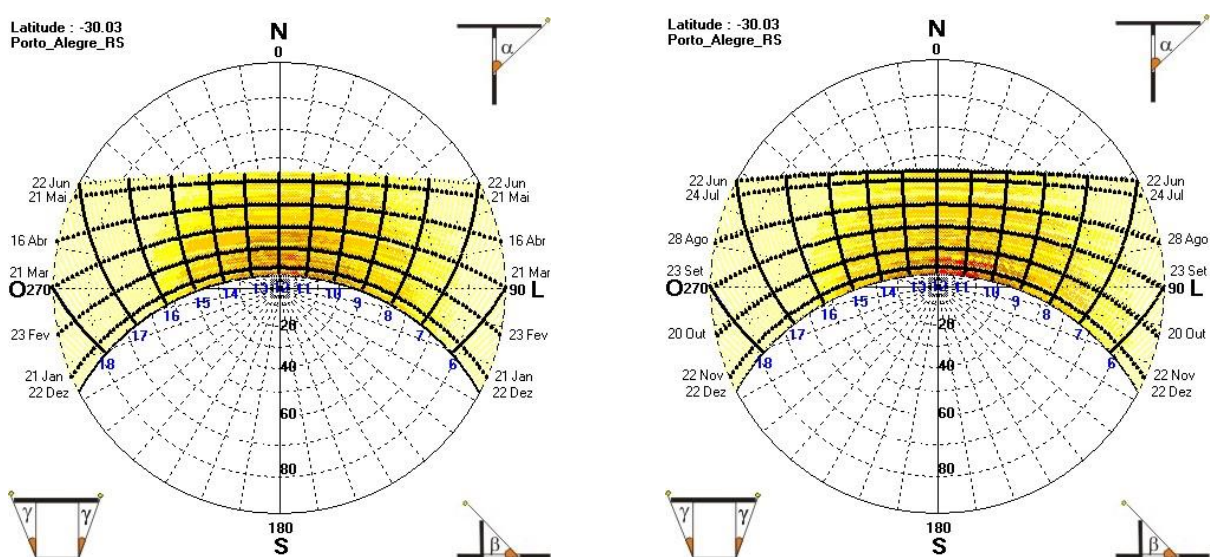 Latitude : -30.03
Porto_Alegre_RS
N
0
α
22 Jun
22 Jun
21 Mai
21 Mai
16 Abr
16 Abr
21 Mar
21 Mar
O 270
90 L
13 12 11
14 10
15 9
16 8
17 7
18 6
20
23 Fev
23 Fev
40
21 Jan
21 Jan
22 Dez
22 Dez
60
80
γ γ
β
180
S
Latitude : -30.03
Porto_Alegre_RS
N
0
α
22 Jun
22 Jun
24 Jul
24 Jul
28 Ago
28 Ago
23 Set
23 Set
O 270
90 L
13 12 11
14 10
15 9
16 8
17 7
18 6
20
20 Out
20 Out
40
22 Nov
22 Nov
22 Dez
22 Dez
60
80
γ γ
β
180
S